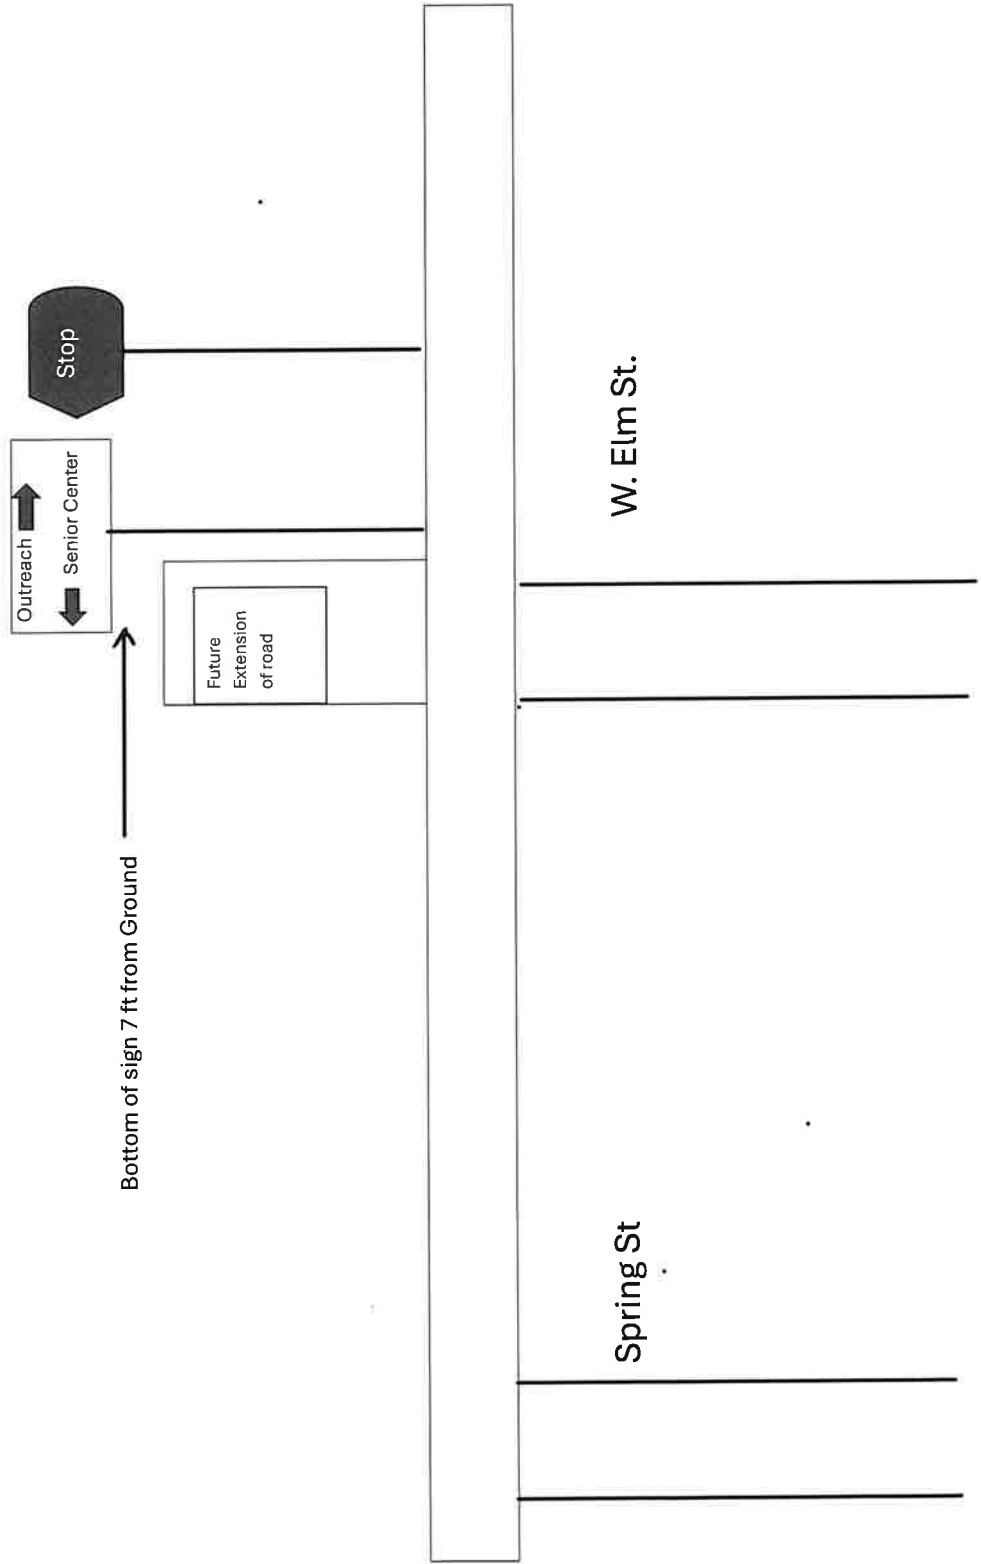 Outreach
Senior Center
Stop
Future
Extension
of road
Bottom of sign 7 ft from Ground
W. Elm St.
Spring St